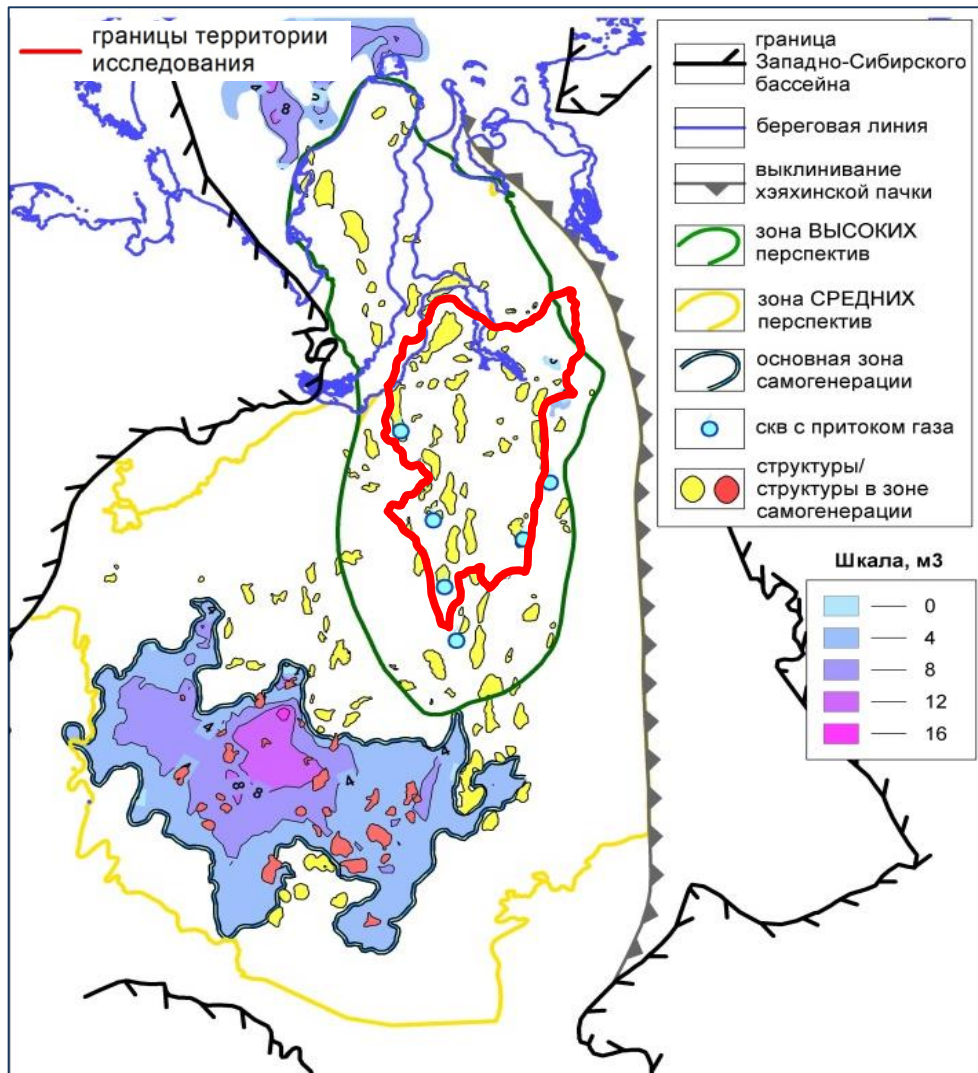 границы территории
исследования
граница
Западно-Сибирского
бассейна
береговая линия
выклинивание
хэяхинской пачки
зона ВЫСОКИХ
перспектив
зона СРЕДНИХ
перспектив
основная зона
самогенерации
скв с притоком газа
структуры/
структуры в зоне
самогенерации
Шкала, м3
0
4
8
12
16
4
8
4
4
8
8
4
4